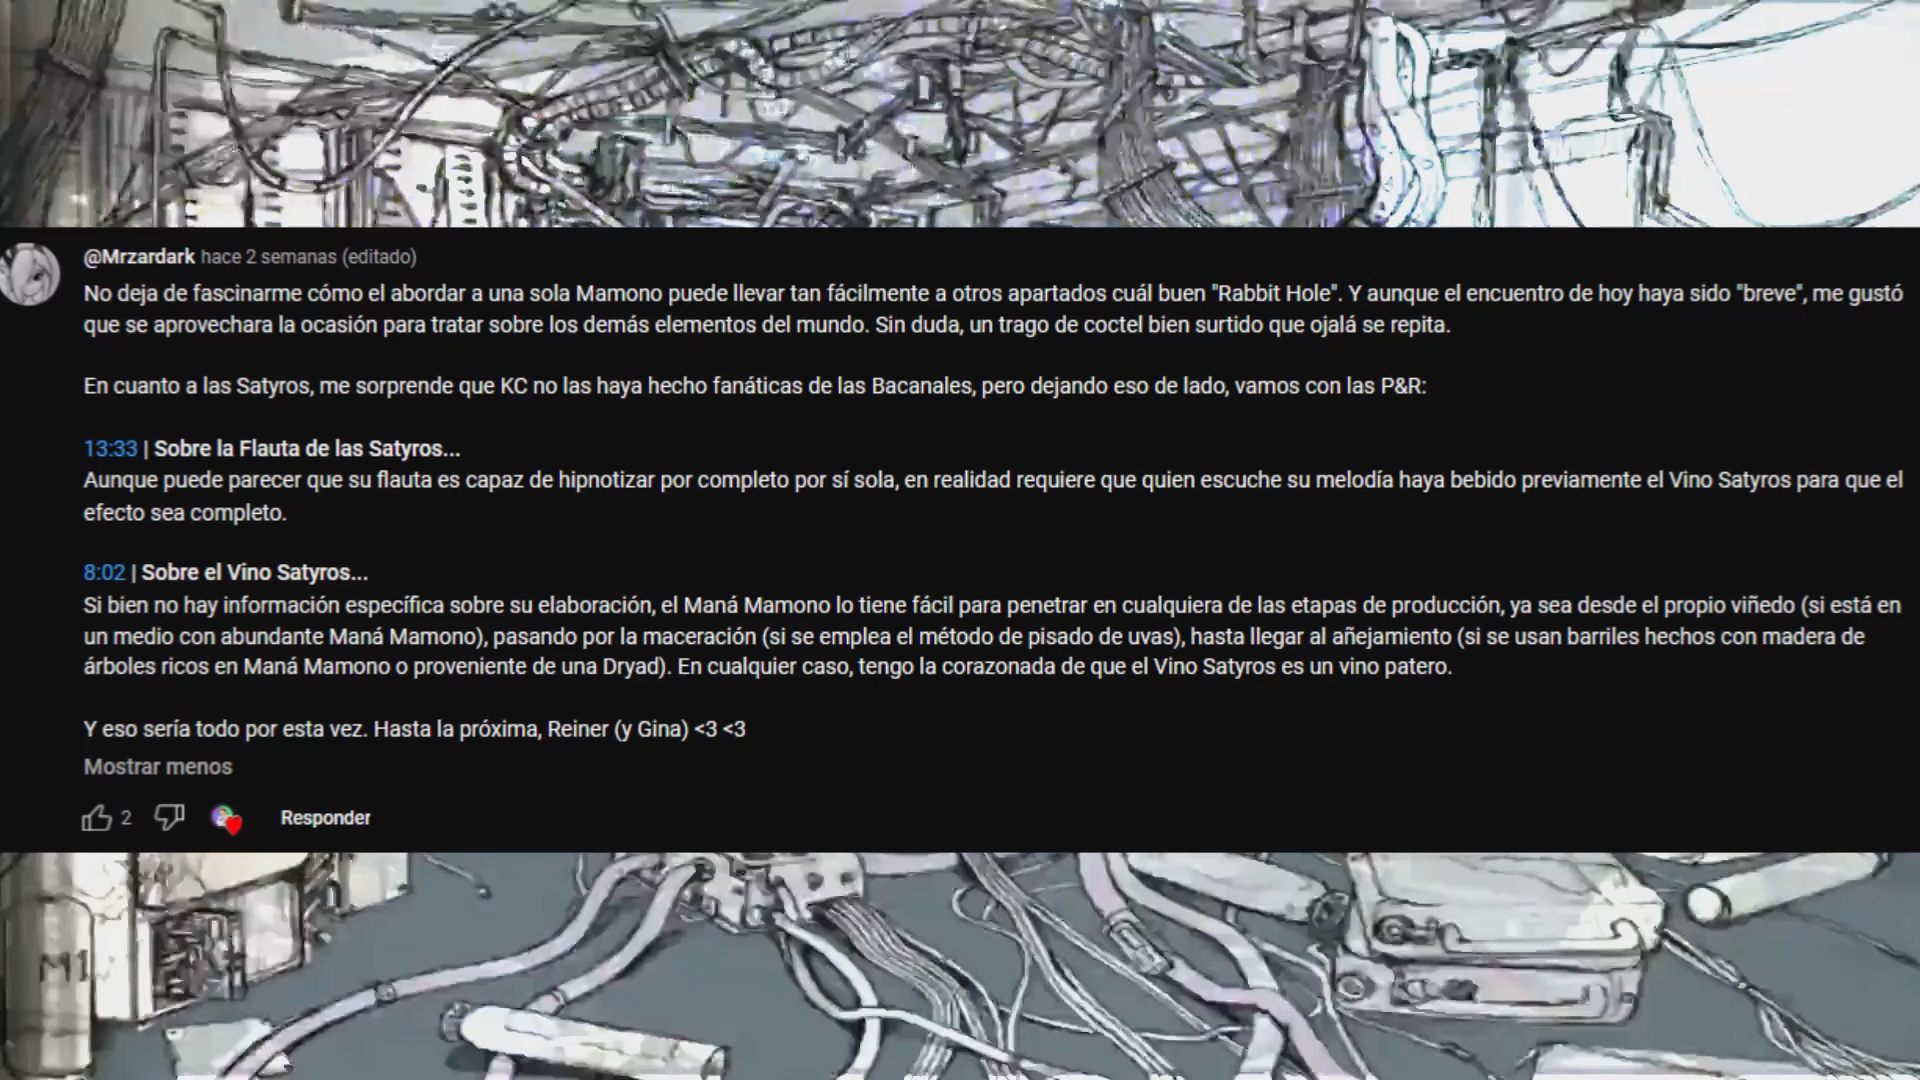 @Mrzardark hace 2 semanas (editado)
No deja de fascinarme cómo el abordar a una sola Mamono puede llevar tan fácilmente a otros apartados cuál buen "Rabbit Hole". Y aunque el encuentro de hoy haya sido "breve", me gustó
que se aprovechara la ocasión para tratar sobre los demás elementos del mundo. Sin duda, un trago de coctel bien surtido que ojalá se repita.
En cuanto a las Satyros, me sorprende que KC no las haya hecho fanáticas de las Bacanales, pero dejando eso de lado, vamos con las P&R:
13:33 | Sobre la Flauta de las Satyros...
Aunque puede parecer que su flauta es capaz de hipnotizar por completo por sí sola, en realidad requiere que quien escuche su melodía haya bebido previamente el Vino Satyros para que el
efecto sea completo.
8:02 | Sobre el Vino Satyros...
Si bien no hay información específica sobre su elaboración, el Maná Mamono lo tiene fácil para penetrar en cualquiera de las etapas de producción, ya sea desde el propio viñedo (si está en
un medio con abundante Maná Mamono), pasando por la maceración (si se emplea el método de pisado de uvas), hasta llegar al añejamiento (si se usan barriles hechos con madera de
árboles ricos en Maná Mamono o proveniente de una Dryad). En cualquier caso, tengo la corazonada de que el Vino Satyros es un vino patero.
Y eso sería todo por esta vez. Hasta la próxima, Reiner (y Gina) <3 <3
Mostrar menos
2 Responder
M1